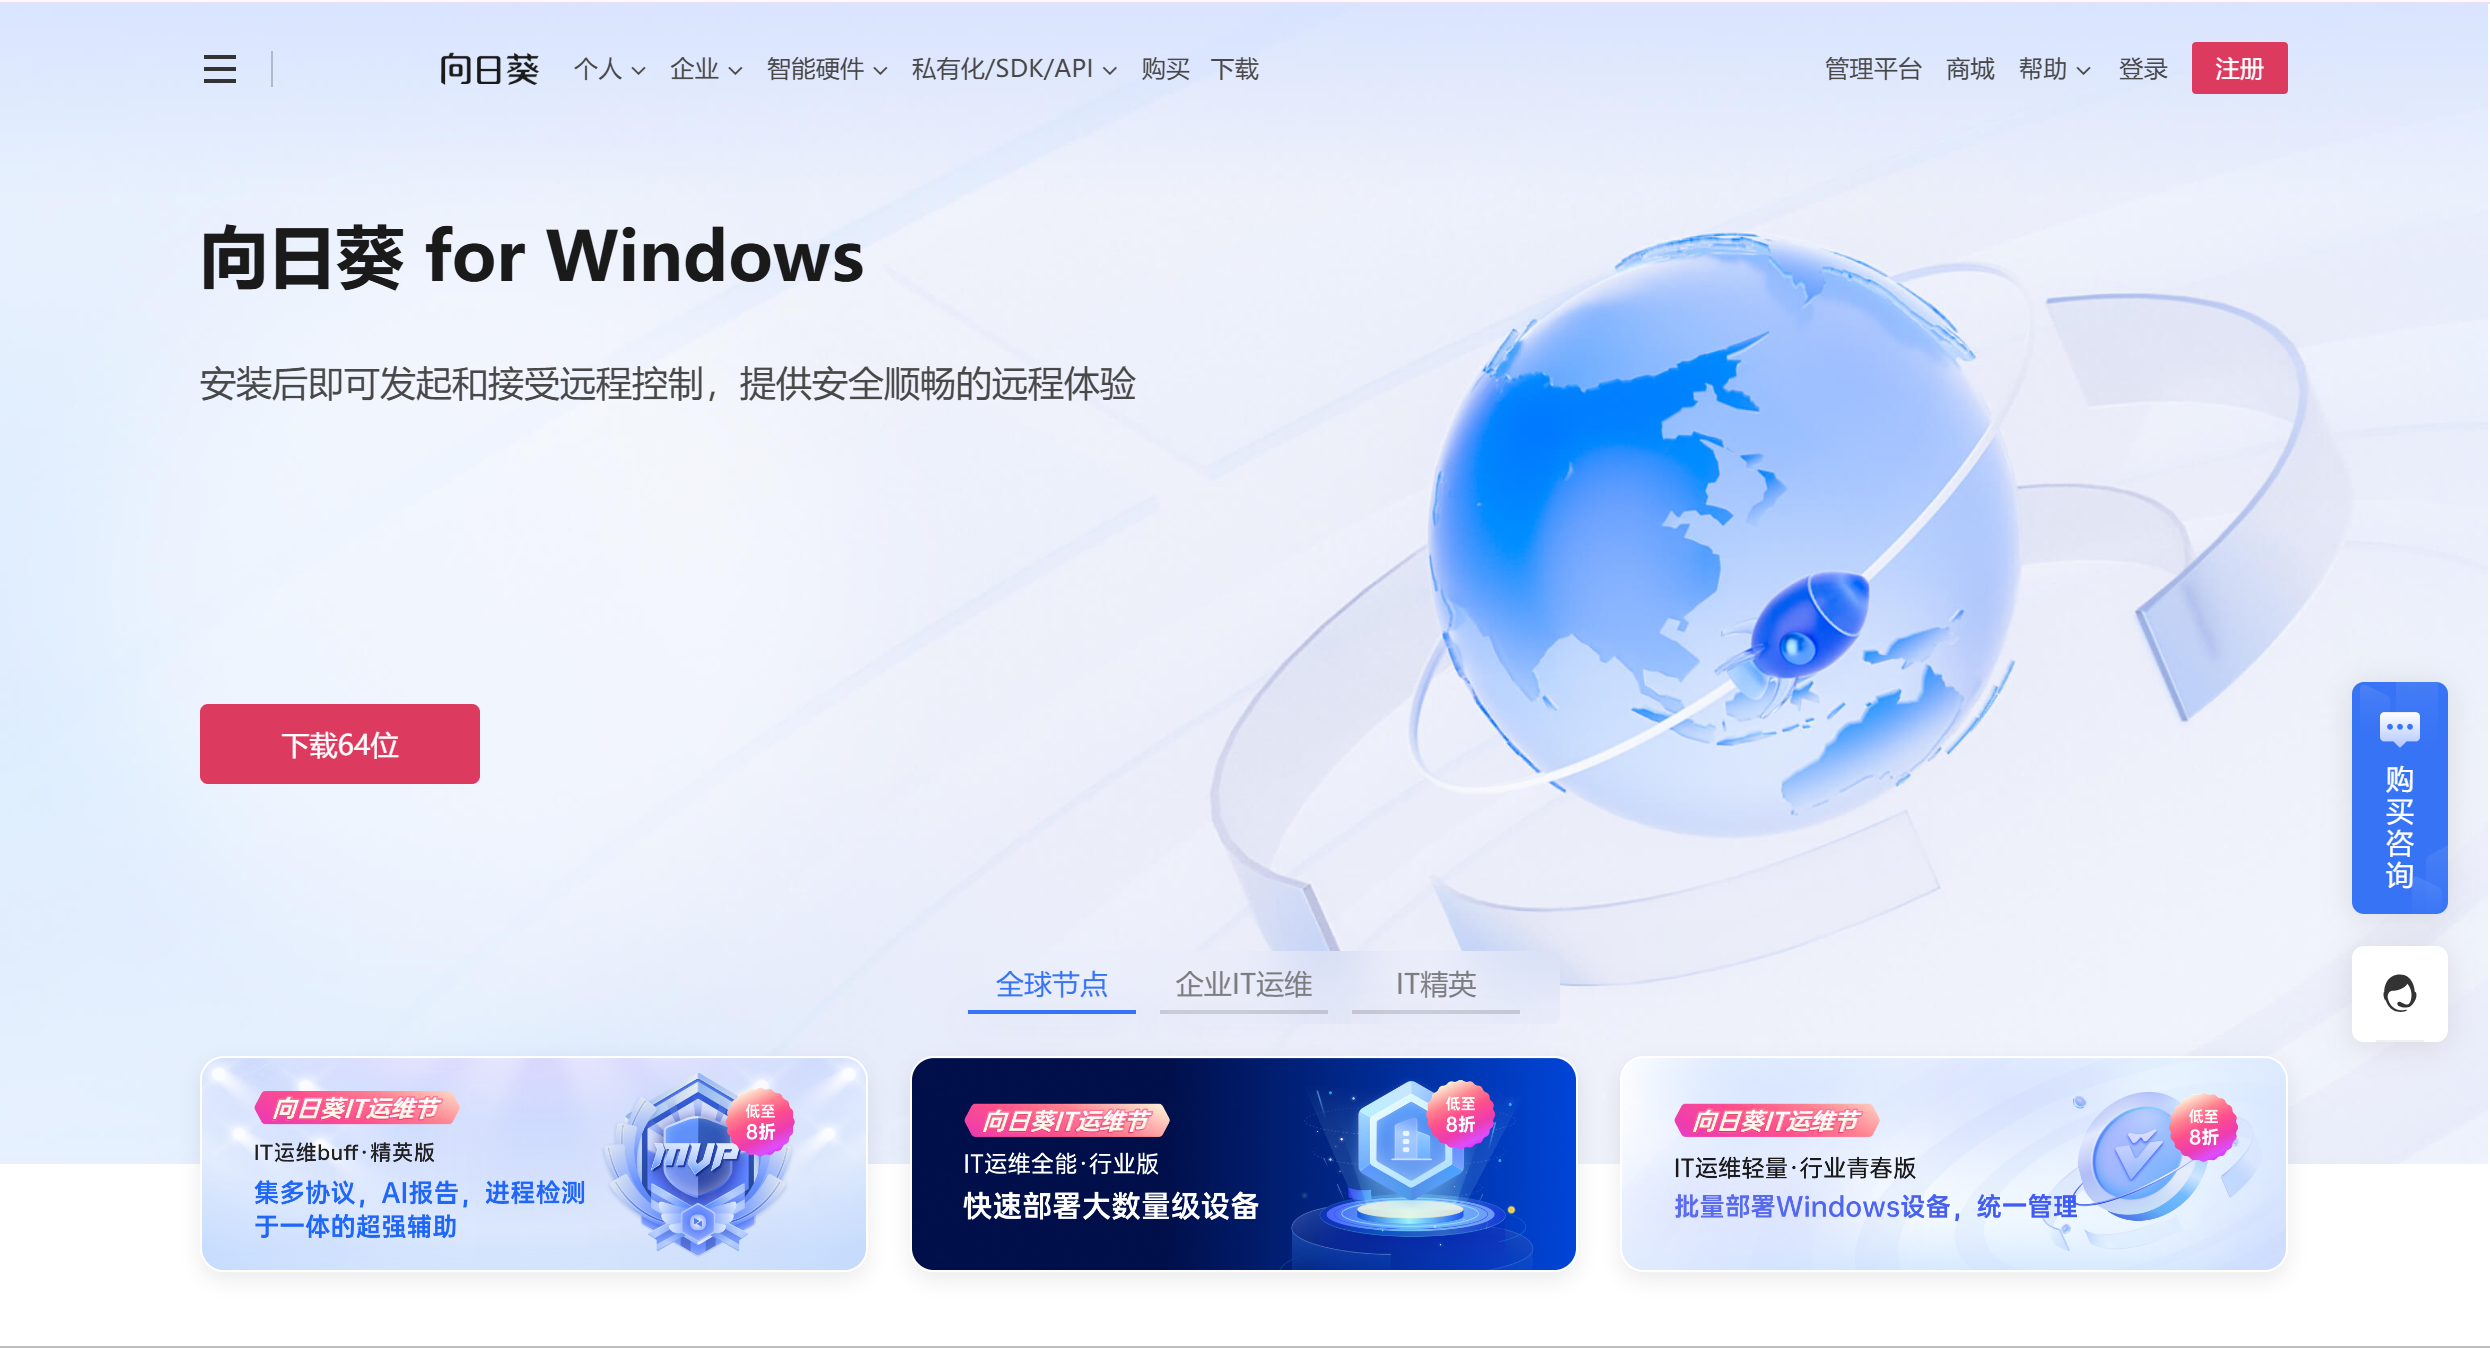 向日葵
个人
企业
智能硬件
私有化/SDK/API
购买
下载
管理平台
商城
帮助
登录
注册
向日葵 for Windows
安装后即可发起和接受远程控制，提供安全顺畅的远程体验
下载64位
购买咨询
全球节点
企业IT运维
IT精英
向日葵IT运维节
IT运维buff·精英版
集多协议，AI报告，进程检测
于一体的超强辅助
MVP
低至
8折
向日葵IT运维节
IT运维全能·行业版
快速部署大数量级设备
低至
8折
向日葵IT运维节
IT运维轻量·行业青春版
批量部署Windows设备，统一管理
低至
8折